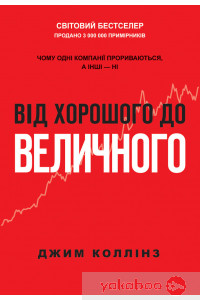 СВІТОВИЙ БЕСТСЕЛЕР
ПРОДАНО 3 000 000 ПРИМІРНИКІВ
ЧОМУ ОДНІ КОМПАНІЇ ПРОРИВАЮТЬСЯ,
А ІНШІ — НІ
ВІД ХОРОШОГО ДО
ВЕЛИЧНОГО
ДЖИМ КОЛЛІНЗ
yakaboo